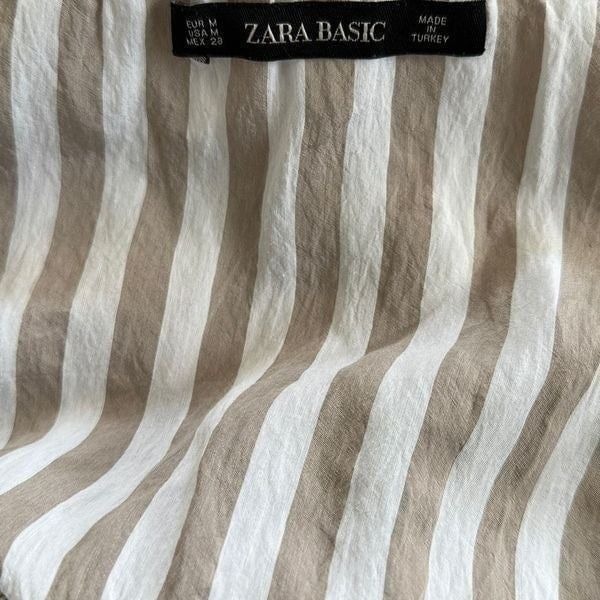 EUR M
USA M
MEX 28
ZARA BASIC
MADE
IN
TURKEY